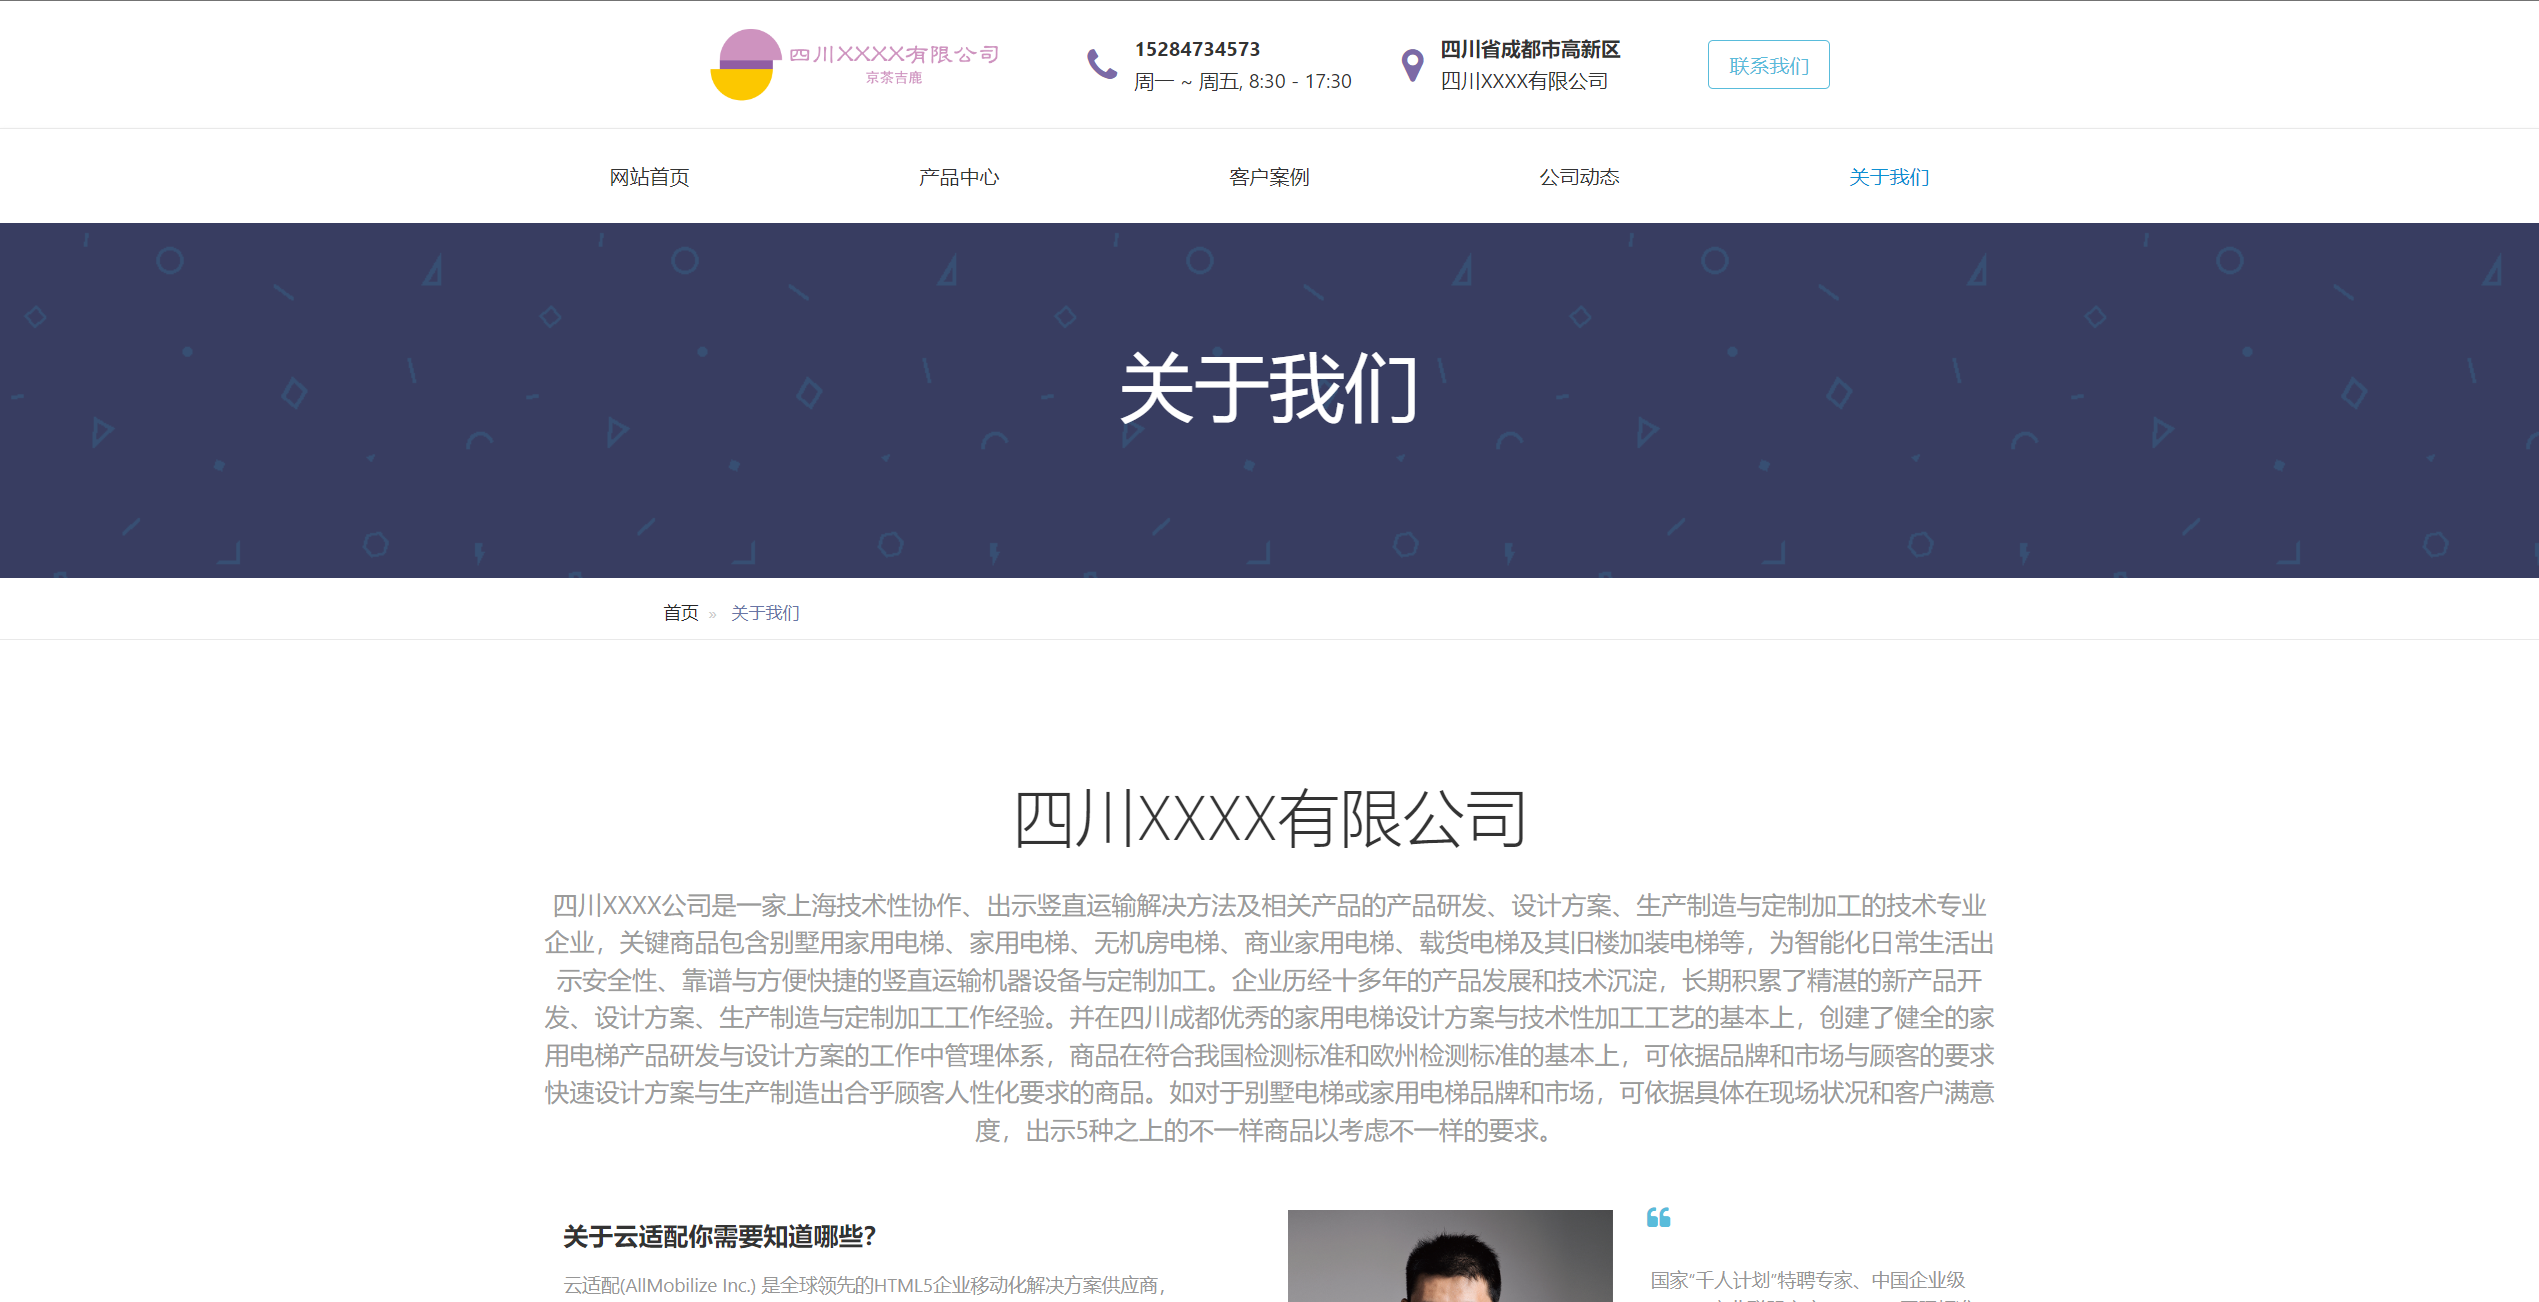 四川XXXX有限公司
京茶吉鹿
15284734573
周一 ~ 周五, 8:30 - 17:30
四川省成都市高新区
四川XXXX有限公司
联系我们
网站首页
产品中心
客户案例
公司动态
关于我们
关于我们
首页 » 关于我们
四川XXXX有限公司
四川XXXX公司是一家上海技术性协作、出示竖直运输解决方法及相关产品的产品研发、设计方案、生产制造与定制加工的技术专业
企业，关键商品包含别墅用家用电梯、家用电梯、无机房电梯、商业家用电梯、载货电梯及其旧楼加装电梯等，为智能化日常生活出
示安全性、靠谱与方便快捷的竖直运输机器设备与定制加工。企业历经十多年的产品发展和技术沉淀，长期积累了精湛的新产品开
发、设计方案、生产制造与定制加工工作经验。并在四川成都优秀的家用电梯设计方案与技术性加工工艺的基本上，创建了健全的家
用电梯产品研发与设计方案的工作中管理体系，商品在符合我国检测标准和欧州检测标准的基本上，可依据品牌和市场与顾客的要求
快速设计方案与生产制造出合乎顾客人性化要求的商品。如对于别墅电梯或家用电梯品牌和市场，可依据具体在现场状况和客户满意
度，出示5种之上的不一样商品以考虑不一样的要求。
关于云适配你需要知道哪些？
云适配(AllMobilize Inc.) 是全球领先的HTML5企业移动化解决方案供应商，
国家“千人计划”特聘专家、中国企业级